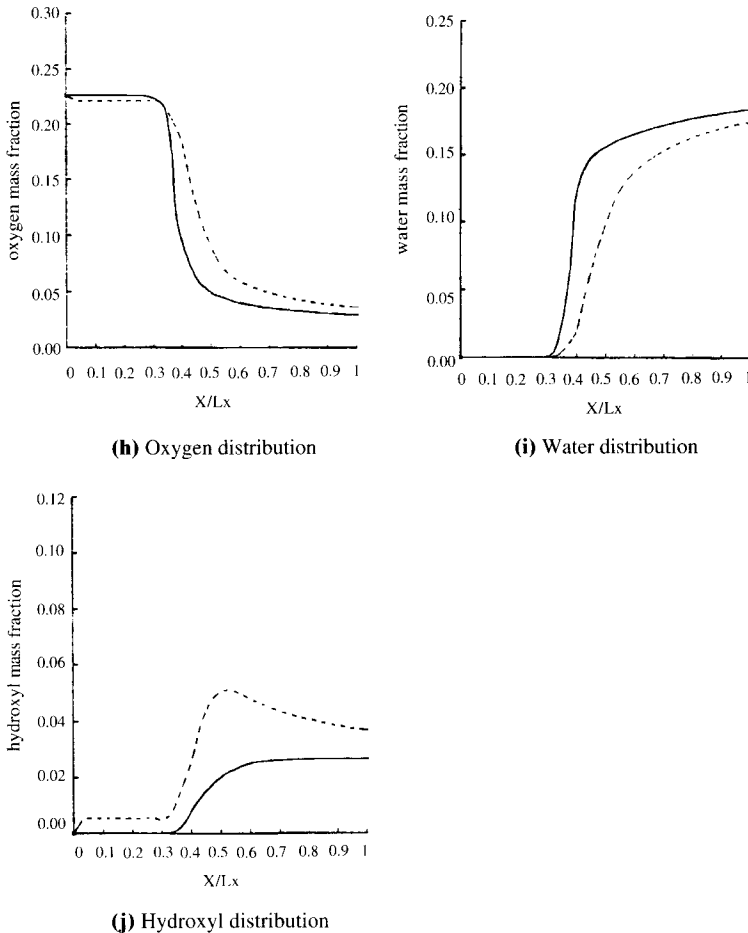 0.30
0.25
0.20
0.15
0.10
0.05
0.00
oxygen mass fraction
0 0.1 0.2 0.3 0.4 0.5 0.6 0.7 0.8 0.9 1
X/Lx
(h) Oxygen distribution
0.25
0.20
0.15
0.10
0.05
0.00
water mass fraction
0 0.1 0.2 0.3 0.4 0.5 0.6 0.7 0.8 0.9 1
X/Lx
(i) Water distribution
0.12
0.10
0.08
0.06
0.04
0.02
0.00
hydroxyl mass fraction
0 0.1 0.2 0.3 0.4 0.5 0.6 0.7 0.8 0.9 1
X/Lx
(j) Hydroxyl distribution